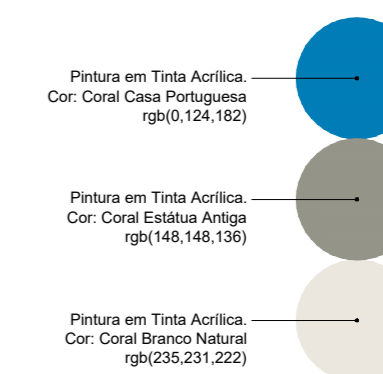 Pintura em Tinta Acrílica.
Cor: Coral Casa Portuguesa
rgb(0,124,182)
Pintura em Tinta Acrílica.
Cor: Coral Estátua Antiga
rgb(148,148,136)
Pintura em Tinta Acrílica.
Cor: Coral Branco Natural
rgb(235,231,222)